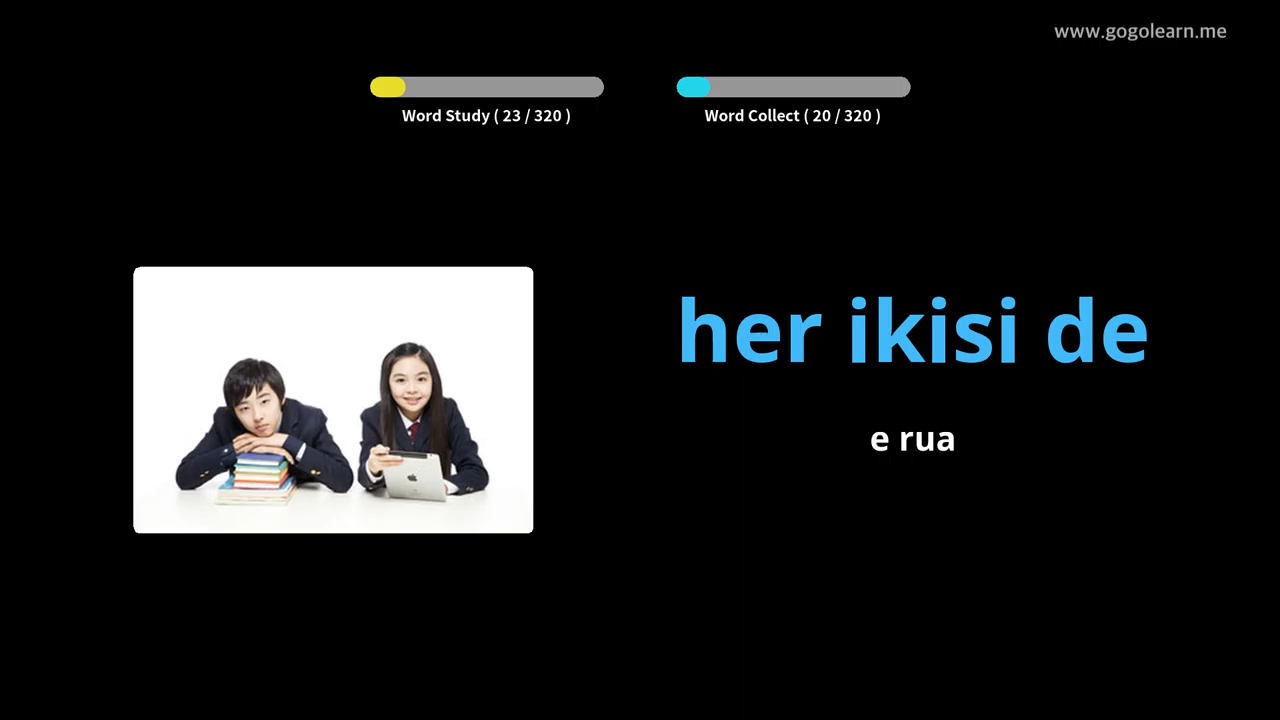 www.gogolearn.me
Word Study ( 23 / 320 )
Word Collect ( 20 / 320 )
her ikisi de
e rua